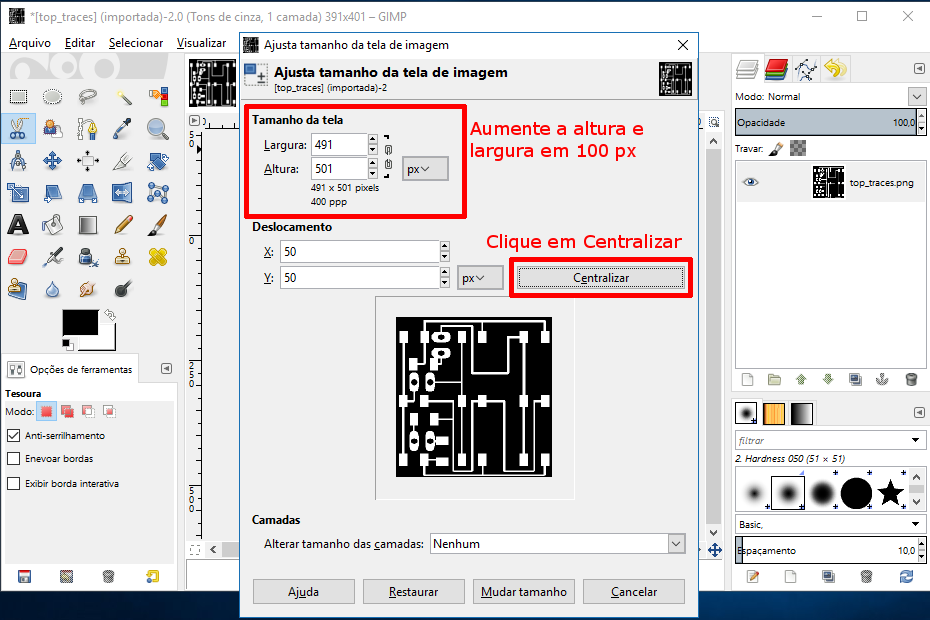 *[top_traces] (importada)-2.0 (Tons de cinza, 1 camada) 391x401 – GIMP
Arquivo Editar Selecionar Visualizar
Ajusta tamanho da tela de imagem
Ajusta tamanho da tela de imagem
[top_traces] (importada)-2
Tamanho da tela
Largura: 491
Altura: 501
px
491 x 501 pixels
400 ppp
Aumente a altura e
largura em 100 px
Deslocamento
X: 50
Y: 50
px
Clique em Centralizar
Centralizar
Camadas
Alterar tamanho das camadas: Nenhum
Ajuda Restaurar Mudar tamanho Cancelar
Opções de ferramentas
Tesoura
Modo:
Anti-serrilhamento
Enevoar bordas
Exibir borda interativa
0
250
500
Modo: Normal
Opacidade 100,0
Travar:
top_traces.png
filtrar
2. Hardness 050 (51 × 51)
Basic,
Espaçamento 10,0